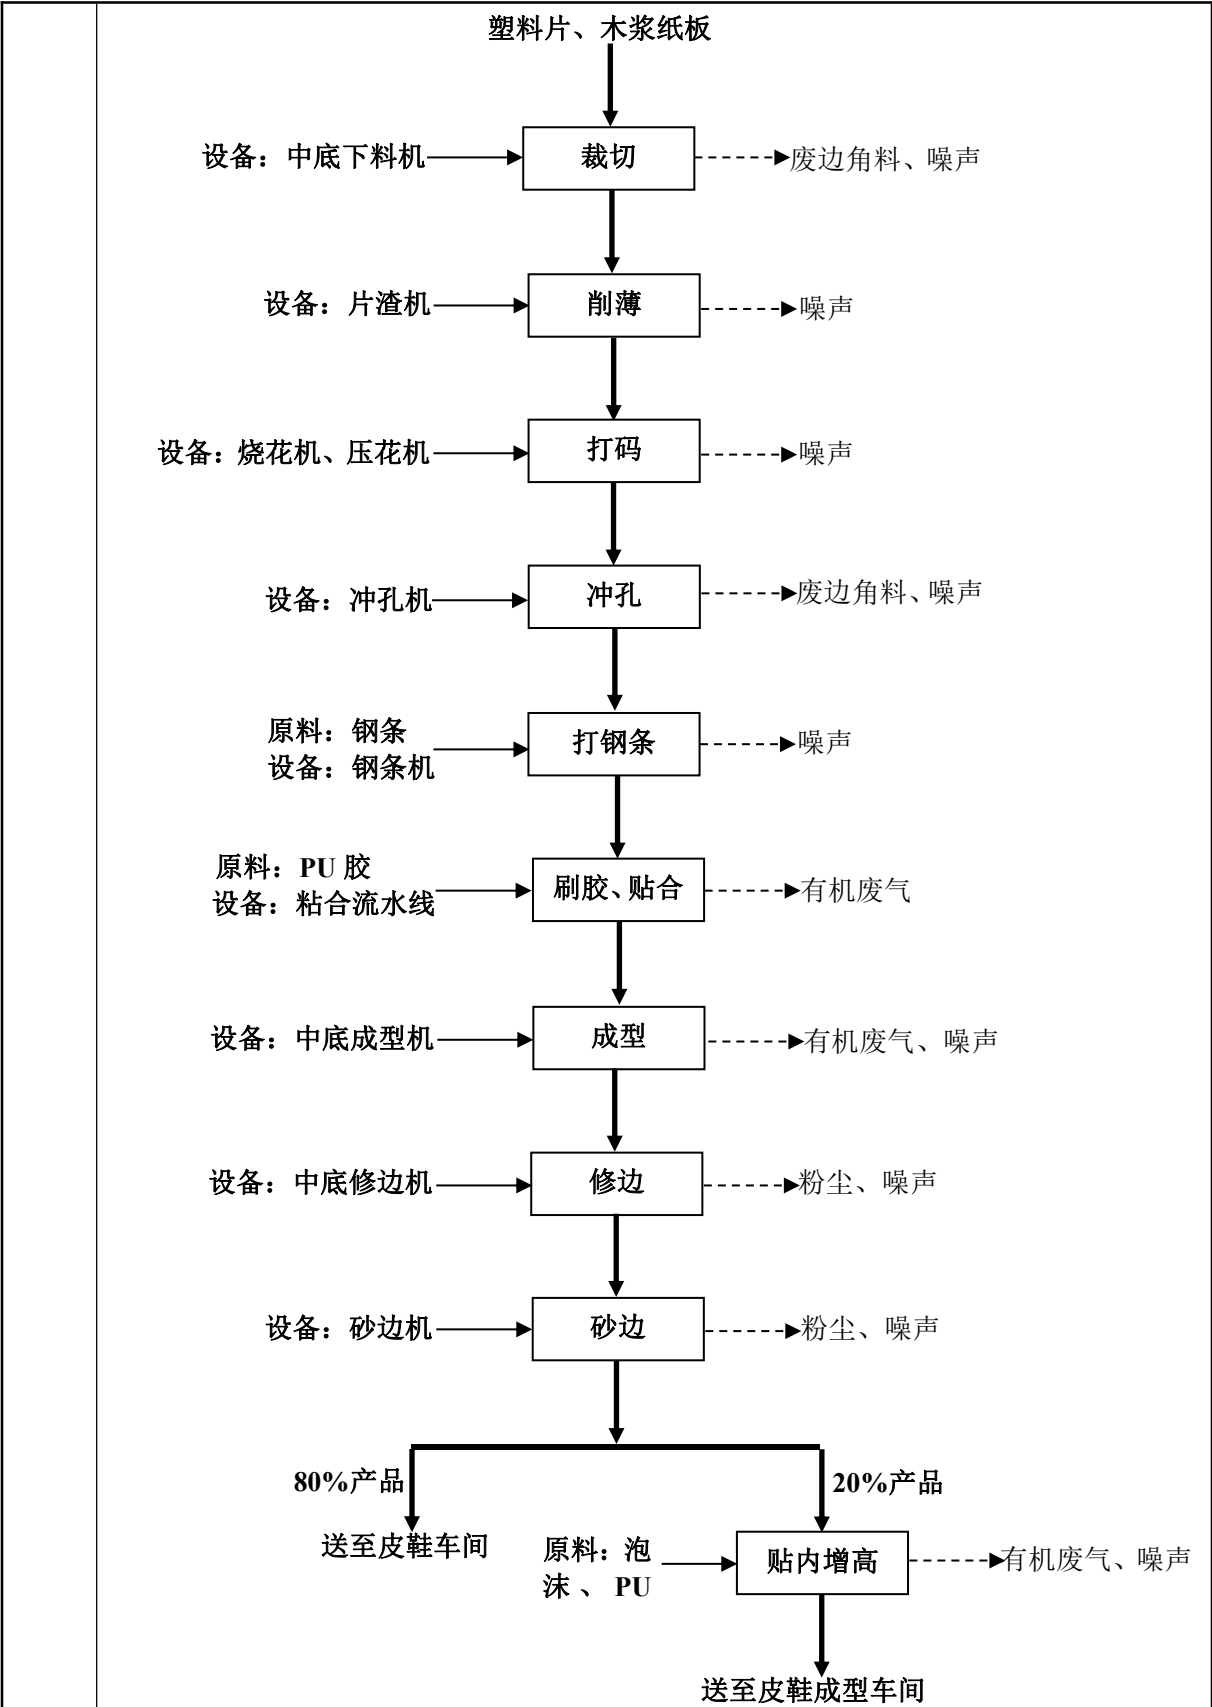 塑料片、木浆纸板
设备：中底下料机
裁切
废边角料、噪声
设备：片渣机
削薄
噪声
设备：烧花机、压花机
打码
噪声
设备：冲孔机
冲孔
废边角料、噪声
原料：钢条
设备：钢条机
打钢条
噪声
原料：PU 胶
设备：粘合流水线
刷胶、贴合
有机废气
设备：中底成型机
成型
有机废气、噪声
设备：中底修边机
修边
粉尘、噪声
设备：砂边机
砂边
粉尘、噪声
80%产品
20%产品
送至皮鞋车间
原料：泡
沫、PU
贴内增高
有机废气、噪声
送至皮鞋成型车间